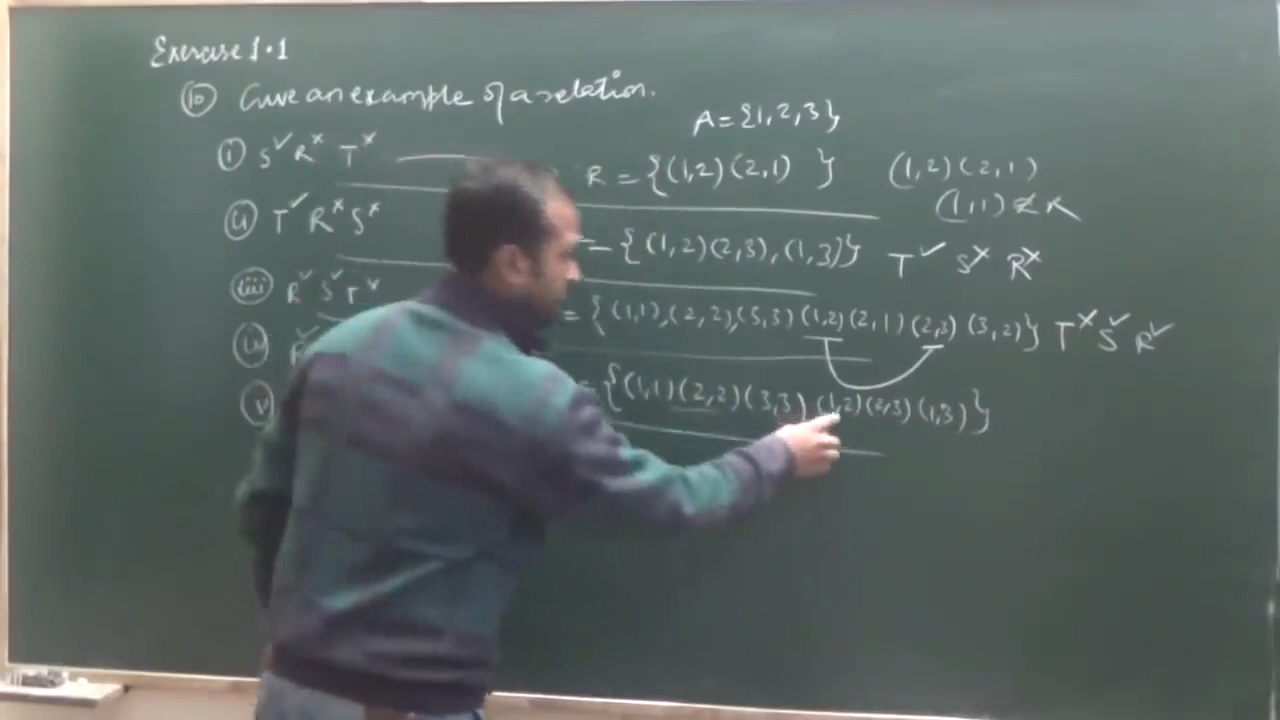 Exercise 1.1
⑩ Give an example of a relation.
A = {1,2,3}
(i) S✓ R× T× R = {(1,2)(2,1) } (1,2)(2,1)
(1,1) ∉ R
(ii) T✓ R× S× = {(1,2)(2,3),(1,3)} T✓ S× R×
(iii) R✓ S✓ T× = {(1,1),(2,2),(3,3)(1,2)(2,1)(2,3)(3,2)} T× S✓ R✓
(iv) R✓ = {(1,1)(2,2)(3,3)(1,2)(2,3)(1,3)}
(v)